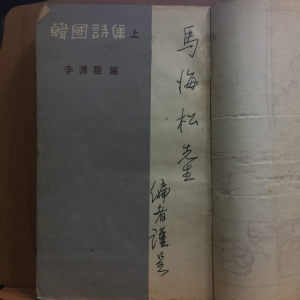 韓國詩集 上
李漢稷 編
馬海松 先生
編者 謹呈